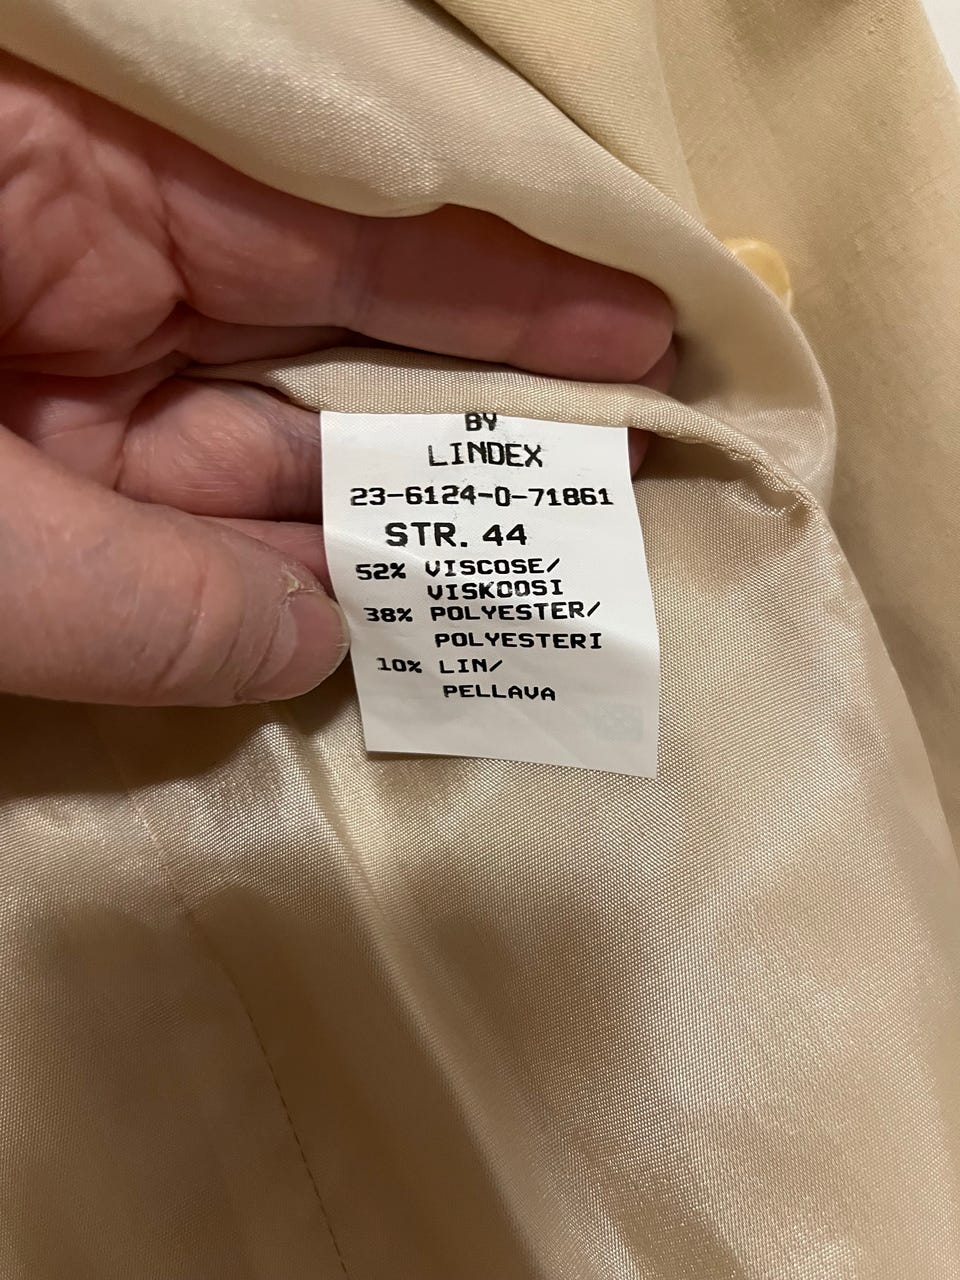 BY
LINDEX
23-6124-0-71861
STR. 44
52% VISCOSE/
VISKOOSI
38% POLYESTER/
POLYESTERI
10% LIN/
PELLAVA